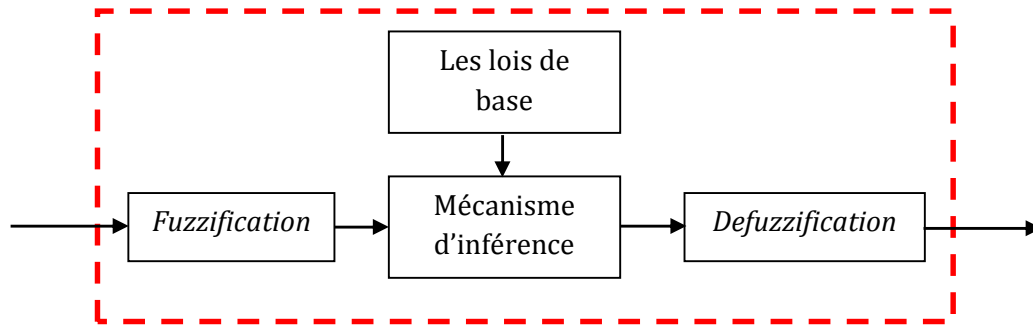 Les lois de
base
Fuzzification
Mécanisme
d’inférence
Defuzzification